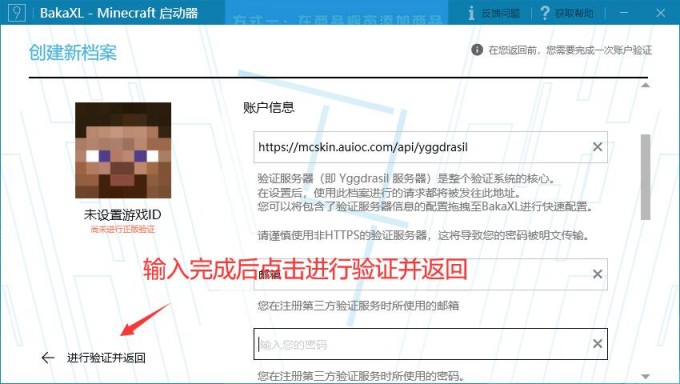 BakaXL - Minecraft 启动器
方式一：在商品橱窗添加商品
反馈问题
获取帮助
创建新档案
在您返回前，您需要完成一次账户验证
账户信息
https://mcskin.auioc.com/api/yggdrasil
验证服务器（即 Yggdrasil 服务器）是整个验证系统的核心。
在设置后，使用此档案进行的请求都将被发往此地址。
您可以将包含了验证服务器信息的配置拖拽至BakaXL进行快速配置。
未设置游戏ID
尚未进行正版验证
请谨慎使用非HTTPS的验证服务器，这将导致您的密码被明文传输。
输入完成后点击进行验证并返回
邮箱
您在注册第三方验证服务时所使用的邮箱
输入您的密码
进行验证并返回
您在注册第三方验证服务时所使用的密码。